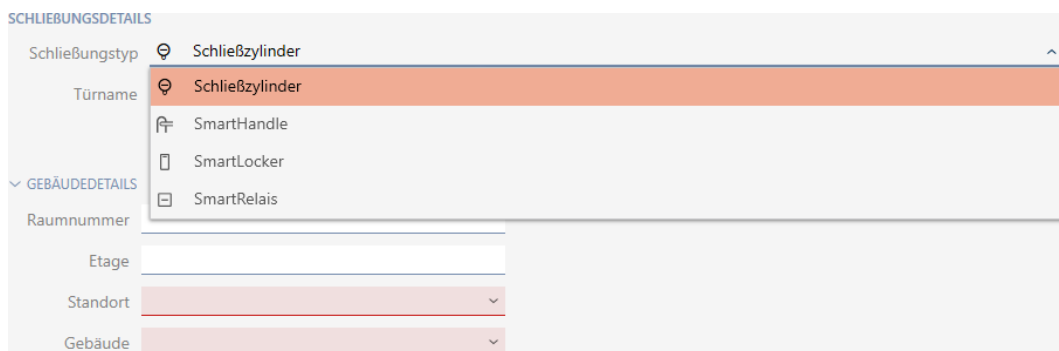 SCHLIEßUNGSDETAILS
Schließungstyp Schließzylinder
Türname Schließzylinder
SmartHandle
SmartLocker
GEBÄUDEDETAILS
SmartRelais
Raumnummer
Etage
Standort
Gebäude